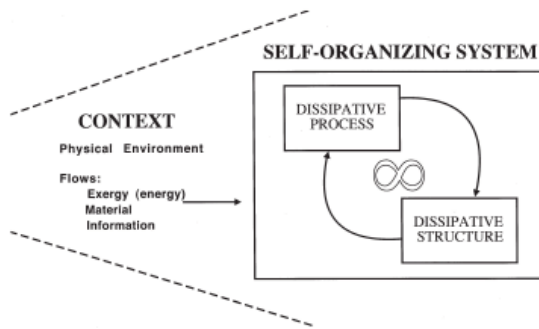 SELF-ORGANIZING SYSTEM
CONTEXT
Physical Environment
Flows:
Exergy (energy)
Material
Information
DISSIPATIVE
PROCESS
DISSIPATIVE
STRUCTURE